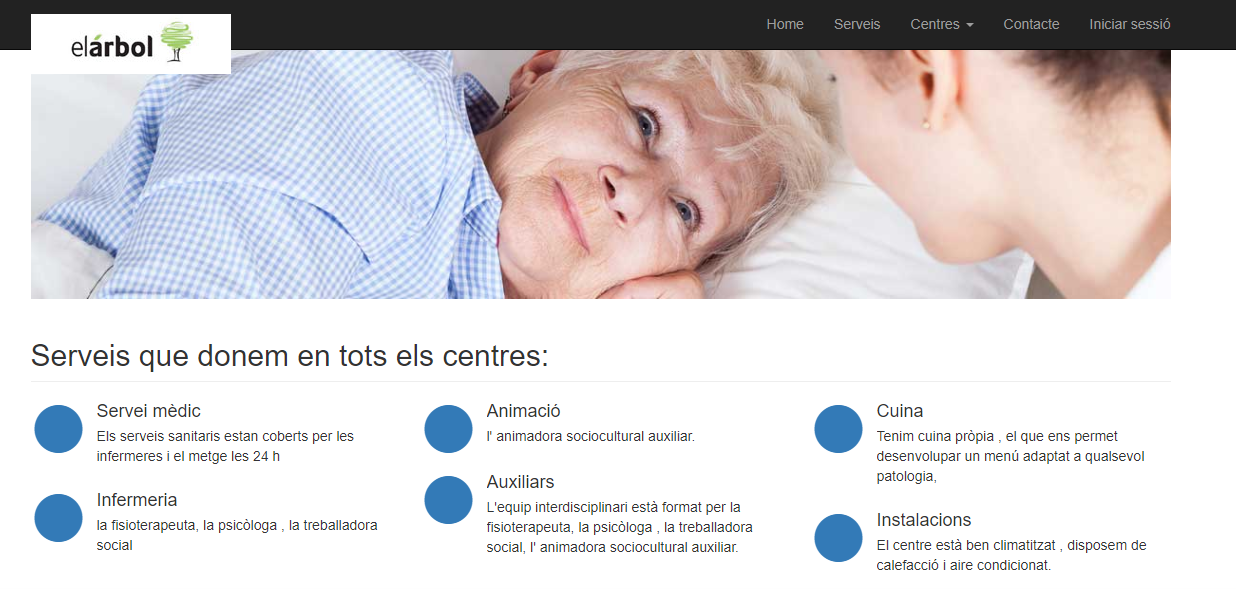 elárbol
Home
Serveis
Centres
Contacte
Iniciar sessió
Serveis que donem en tots els centres:
Servei mèdic
Els serveis sanitaris estan coberts per les
infermeres i el metge les 24 h
Infermeria
la fisioterapeuta, la psicòloga , la treballadora
social
Animació
l' animadora sociocultural auxiliar.
Auxiliars
L'equip interdisciplinari està format per la
fisioterapeuta, la psicòloga , la treballadora
social, l' animadora sociocultural auxiliar.
Cuina
Tenim cuina pròpia , el que ens permet
desenvolupar un menú adaptat a qualsevol
patologia,
Instalacions
El centre està ben climatitzat , disposem de
calefacció i aire condicionat.